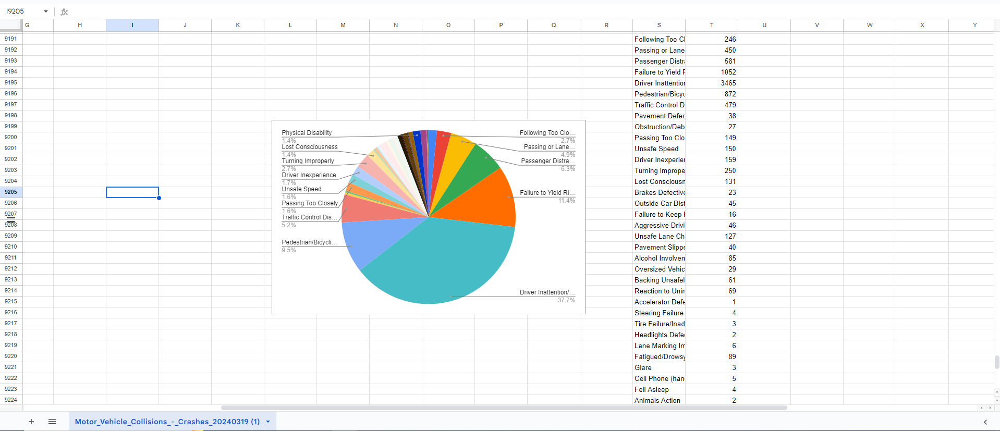 I9205
fx
G H I J K L M N O P Q R S T U V W X Y
9191 Following Too Cl 246
9192 Passing or Lane 450
9193 Passenger Distra 581
9194 Failure to Yield R 1052
9195 Driver Inattention 3465
9196 Pedestrian/Bicyc 872
9197 Traffic Control D 479
9198 Pavement Defec 38
9199 Obstruction/Deb 27
9200 Passing Too Clo 149
9201 Unsafe Speed 150
9202 Driver Inexperien 159
9203 Turning Imprope 250
9204 Lost Consciousn 131
9205 Brakes Defective 23
9206 Outside Car Dist 45
9207 Failure to Keep R 16
9208 Aggressive Drivi 46
9209 Unsafe Lane Ch 127
9210 Pavement Slippe 40
9211 Alcohol Involvem 85
9212 Oversized Vehic 29
9213 Backing Unsafel 61
9214 Reaction to Unin 69
9215 Accelerator Defe 1
9216 Steering Failure 4
9217 Tire Failure/Inad 3
9218 Headlights Defec 2
9219 Lane Marking Im 6
9220 Fatigued/Drowsy 89
9221 Glare 3
9222 Cell Phone (han 5
9223 Fell Asleep 4
9224 Animals Action 2
Physical Disability
1.4%
Lost Consciousness
1.4%
Turning Improperly
2.7%
Driver Inexperience
1.7%
Unsafe Speed
1.6%
Passing Too Closely
1.6%
Traffic Control Dis...
5.2%
Pedestrian/Bicycli...
9.5%
Following Too Clo...
2.7%
Passing or Lane...
4.9%
Passenger Distra...
6.3%
Failure to Yield Ri...
11.4%
Driver Inattention/...
37.7%
Motor_Vehicle_Collisions_-_Crashes_20240319 (1)